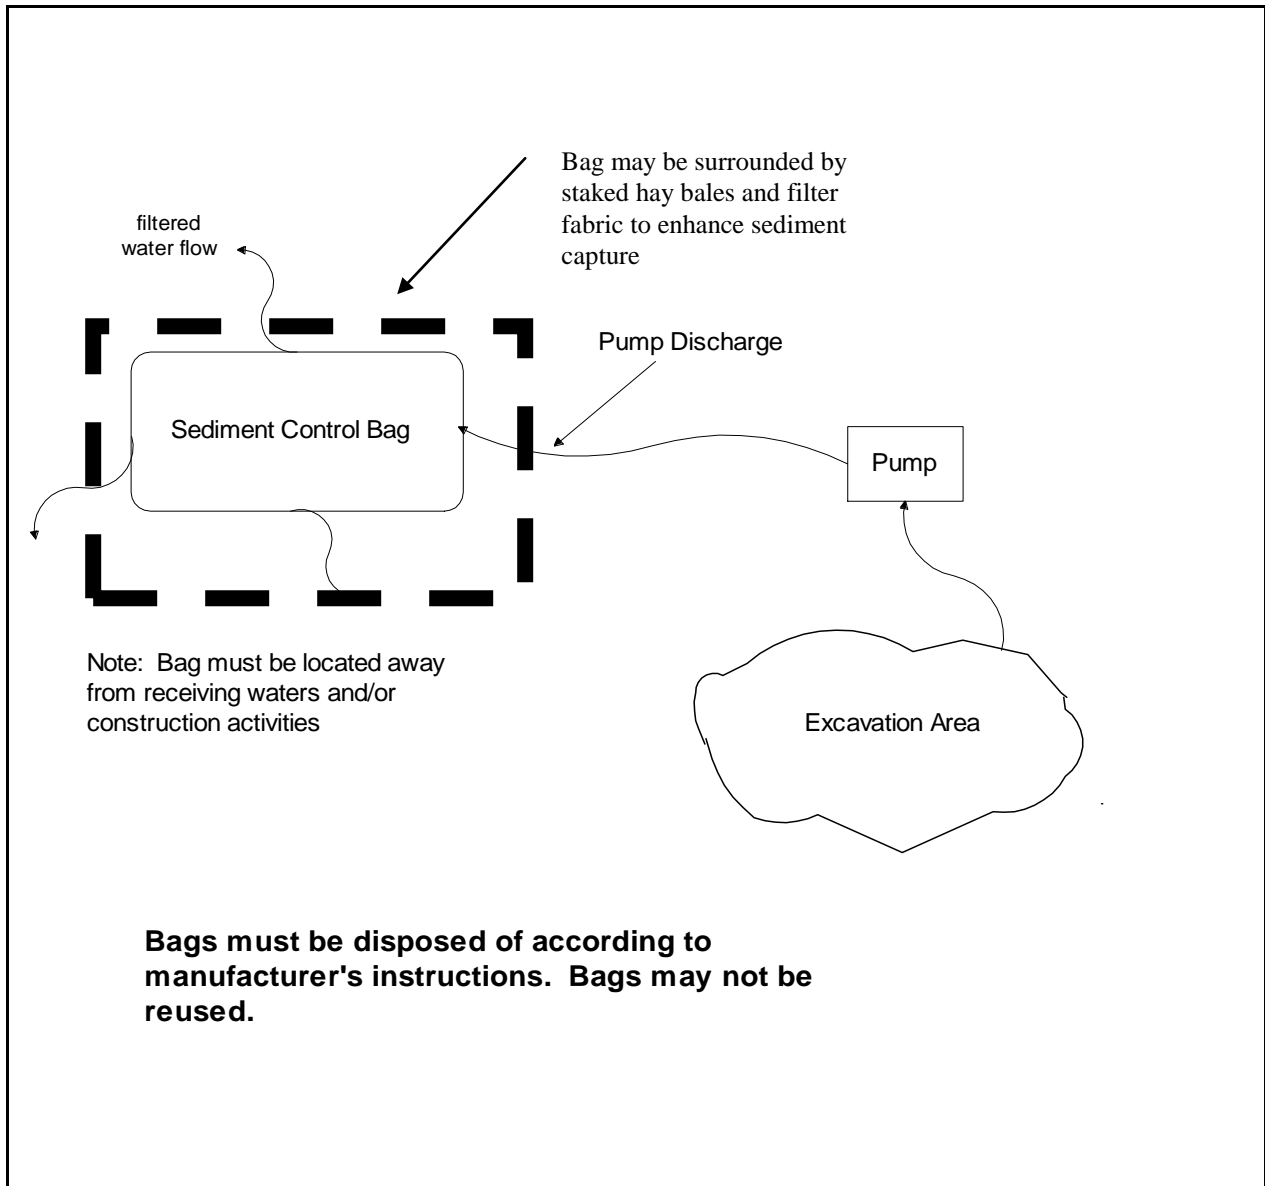 Bag may be surrounded by
staked hay bales and filter
fabric to enhance sediment
capture
filtered
water flow
Pump Discharge
Sediment Control Bag
Pump
Note:  Bag must be located away
from receiving waters and/or
construction activities
Excavation Area
Bags must be disposed of according to
manufacturer's instructions.  Bags may not be
reused.